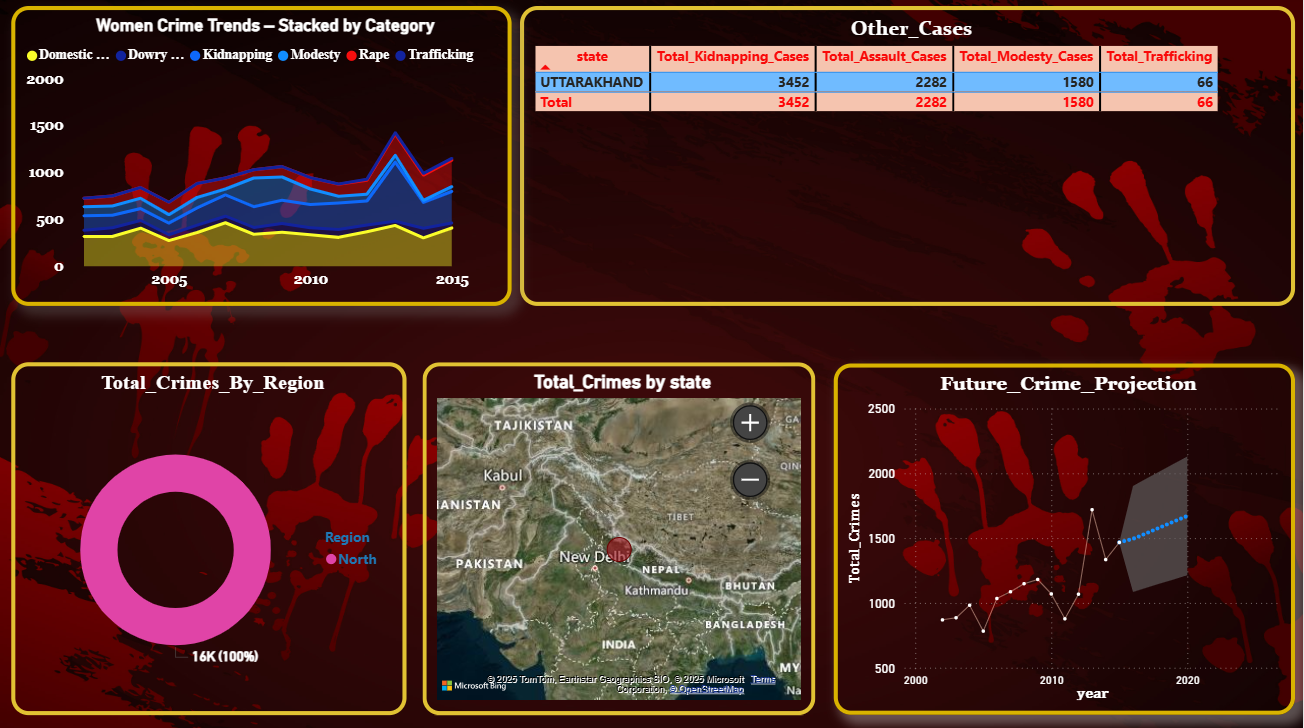 Women Crime Trends – Stacked by Category
Domestic ... Dowry ... Kidnapping Modesty Rape Trafficking
2000
1500
1000
500
0
2005 2010 2015
Other_Cases
state Total_Kidnapping_Cases Total_Assault_Cases Total_Modesty_Cases Total_Trafficking
UTTARAKHAND 3452 2282 1580 66
Total 3452 2282 1580 66
Total_Crimes_By_Region
Region
North
16K (100%)
Total_Crimes by state
TAJIKISTAN
Kabul
ANISTAN
GA
QIN
TIBET
New Delhi
PAKISTAN
NEPAL
Kathmandu
BHUTAN
BANGLADESH
INDIA
MY
Na
Microsoft Bing
© 2025 TomTom, Earthstar Geographics SIO, © 2025 Microsoft Terms
Corporation, © OpenStreetMap
Future_Crime_Projection
Total_Crimes
2500
2000
1500
1000
500
2000 2010 2020
year